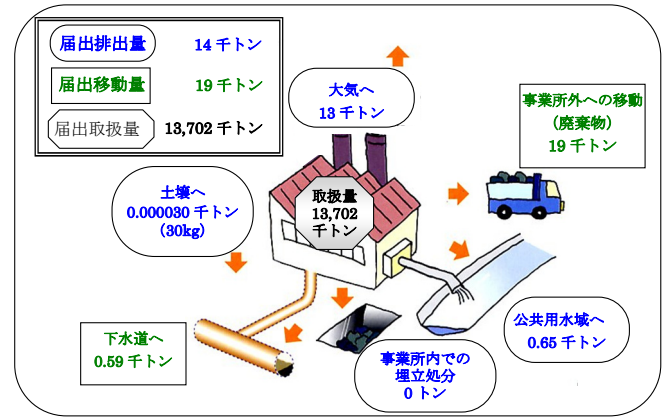 届出排出量 14 千トン
届出移動量 19 千トン
届出取扱量 13,702 千トン
大気へ
13 千トン
事業所外への移動
（廃棄物）
19 千トン
土壌へ
0.000030 千トン
（30kg）
取扱量
13,702
千トン
公共用水域へ
0.65 千トン
下水道へ
0.59 千トン
事業所内での
埋立処分
0 トン